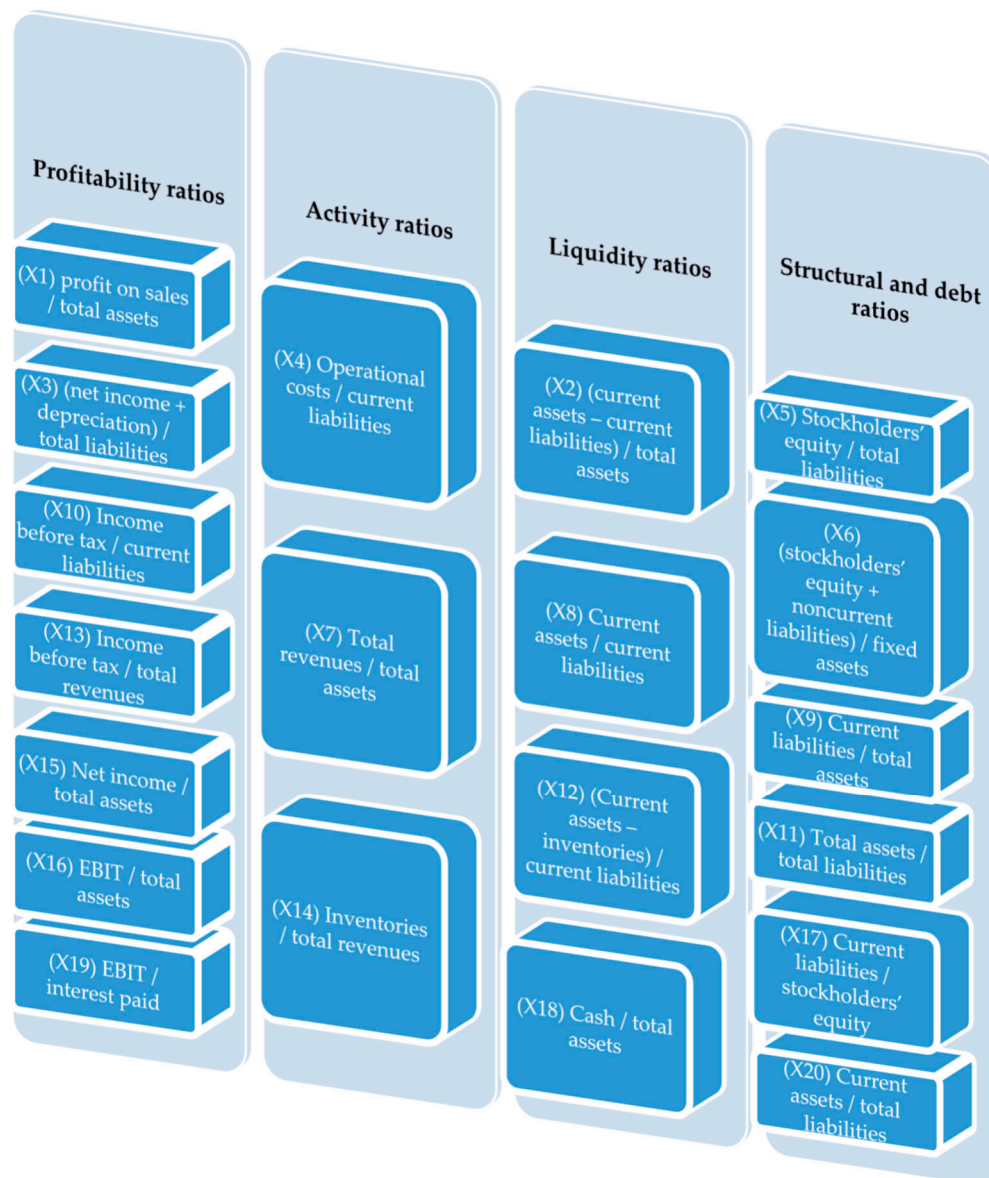 Profitability ratios
(X1) profit on sales
/ total assets
(X3) (net income +
depreciation) /
total liabilities
(X10) Income
before tax / current
liabilities
(X13) Income
before tax / total
revenues
(X15) Net income /
total assets
(X16) EBIT / total
assets
(X19) EBIT /
interest paid
Activity ratios
(X4) Operational
costs / current
liabilities
(X7) Total
revenues / total
assets
(X14) Inventories
/ total revenues
Liquidity ratios
(X2) (current
assets – current
liabilities) / total
assets
(X8) Current
assets / current
liabilities
(X12) (Current
assets –
inventories) /
current liabilities
(X18) Cash / total
assets
Structural and debt
ratios
(X5) Stockholders’
equity / total
liabilities
(X6)
(stockholders’
equity +
noncurrent
liabilities) / fixed
assets
(X9) Current
liabilities / total
assets
(X11) Total assets /
total liabilities
(X17) Current
liabilities /
stockholders’
equity
(X20) Current
assets / total
liabilities